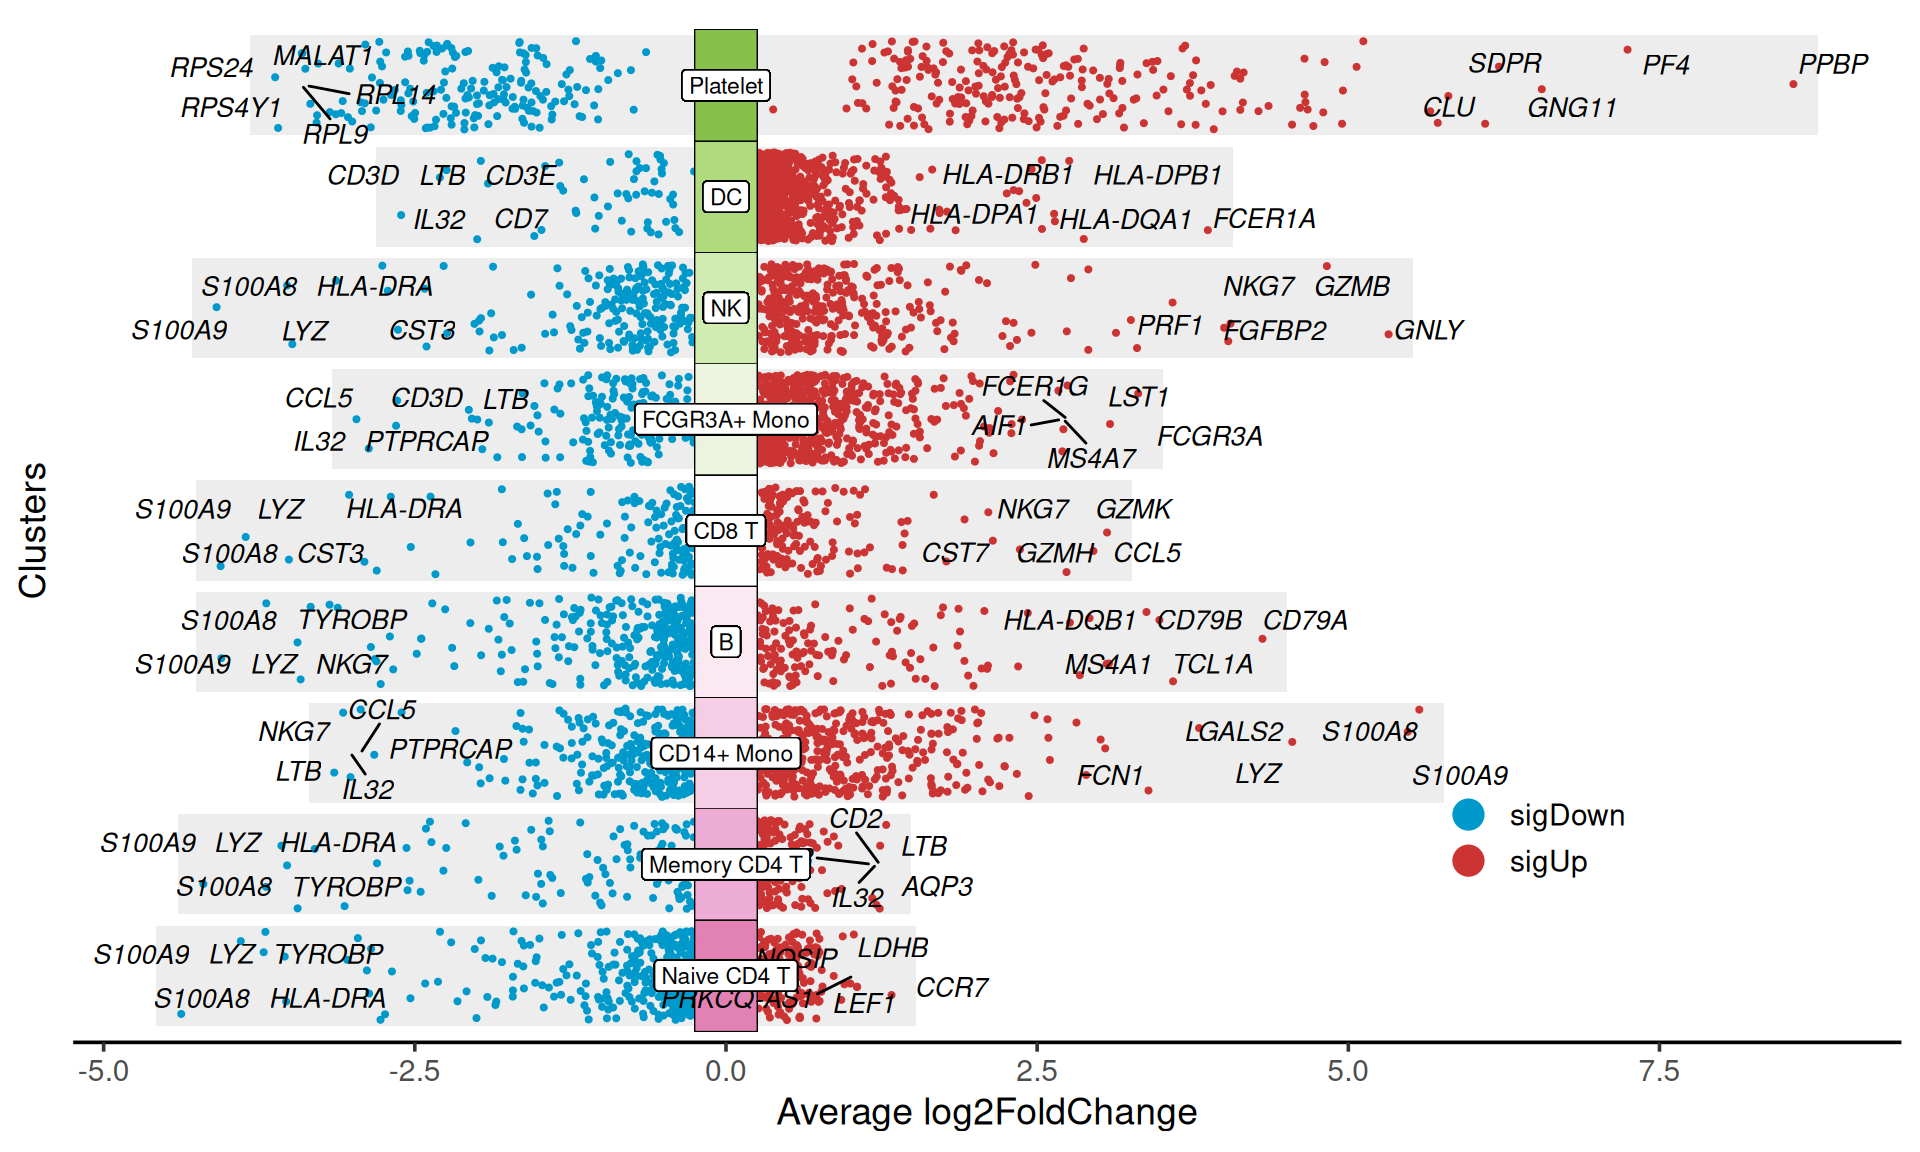 RPS24 MALAT1 SDPR PF4 PPBP
Platelet
RPS4Y1 RPL14 CLU GNG11
RPL9
CD3D LTB CD3E HLA-DRB1 HLA-DPB1
DC
IL32 CD7 HLA-DPA1 HLA-DQA1 FCER1A
S100A8 HLA-DRA NKG7 GZMB
NK
S100A9 LYZ CST3 PRF1 FGFBP2 GNLY
CCL5 CD3D LTB FCER1G LST1
FCGR3A+ Mono
IL32 PTPRCAP AIF1 FCGR3A
MS4A7
S100A9 LYZ HLA-DRA NKG7 GZMK
CD8 T
S100A8 CST3 CST7 GZMH CCL5
S100A8 TYROBP HLA-DQB1 CD79B CD79A
B
S100A9 LYZ NKG7 MS4A1 TCL1A
CCL5
NKG7 LGALS2 S100A8
PTPRCAP CD14+ Mono
LTB FCN1 LYZ S100A9
IL32
CD2
S100A9 LYZ HLA-DRA LTB
Memory CD4 T
S100A8 TYROBP IL32 AQP3
S100A9 LYZ TYROBP NOSIP LDHB
Naive CD4 T
S100A8 HLA-DRA PRKCQ-AS1 LEF1 CCR7
Clusters
sigDown
sigUp
-5.0 -2.5 0.0 2.5 5.0 7.5
Average log2FoldChange